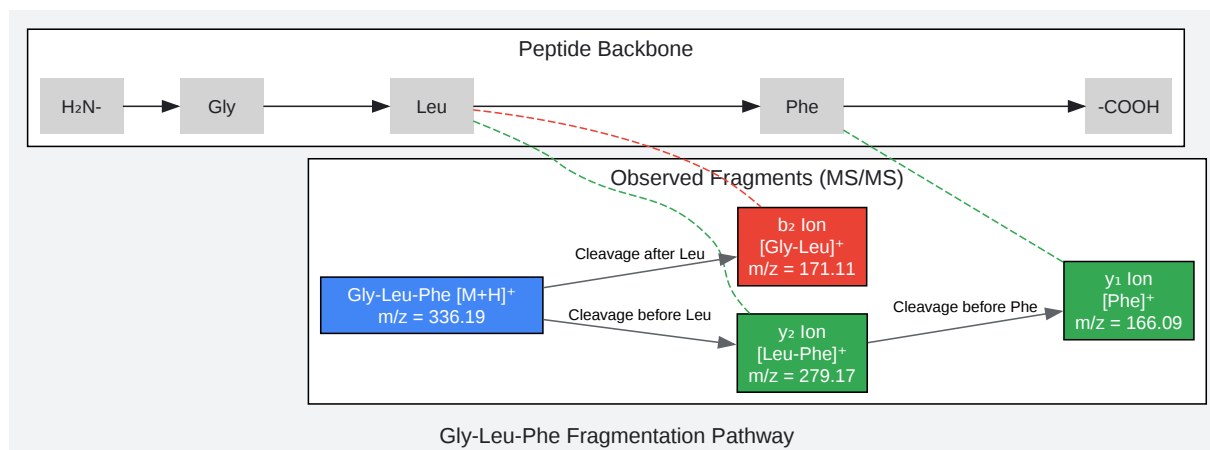 Peptide Backbone
H₂N-
Gly
Leu
Phe
-COOH
Observed Fragments (MS/MS)
b₂ Ion
[Gly-Leu]⁺
m/z = 171.11
Cleavage after Leu
Gly-Leu-Phe [M+H]⁺
m/z = 336.19
Cleavage before Leu
y₂ Ion
[Leu-Phe]⁺
m/z = 279.17
Cleavage before Phe
y₁ Ion
[Phe]⁺
m/z = 166.09
Gly-Leu-Phe Fragmentation Pathway